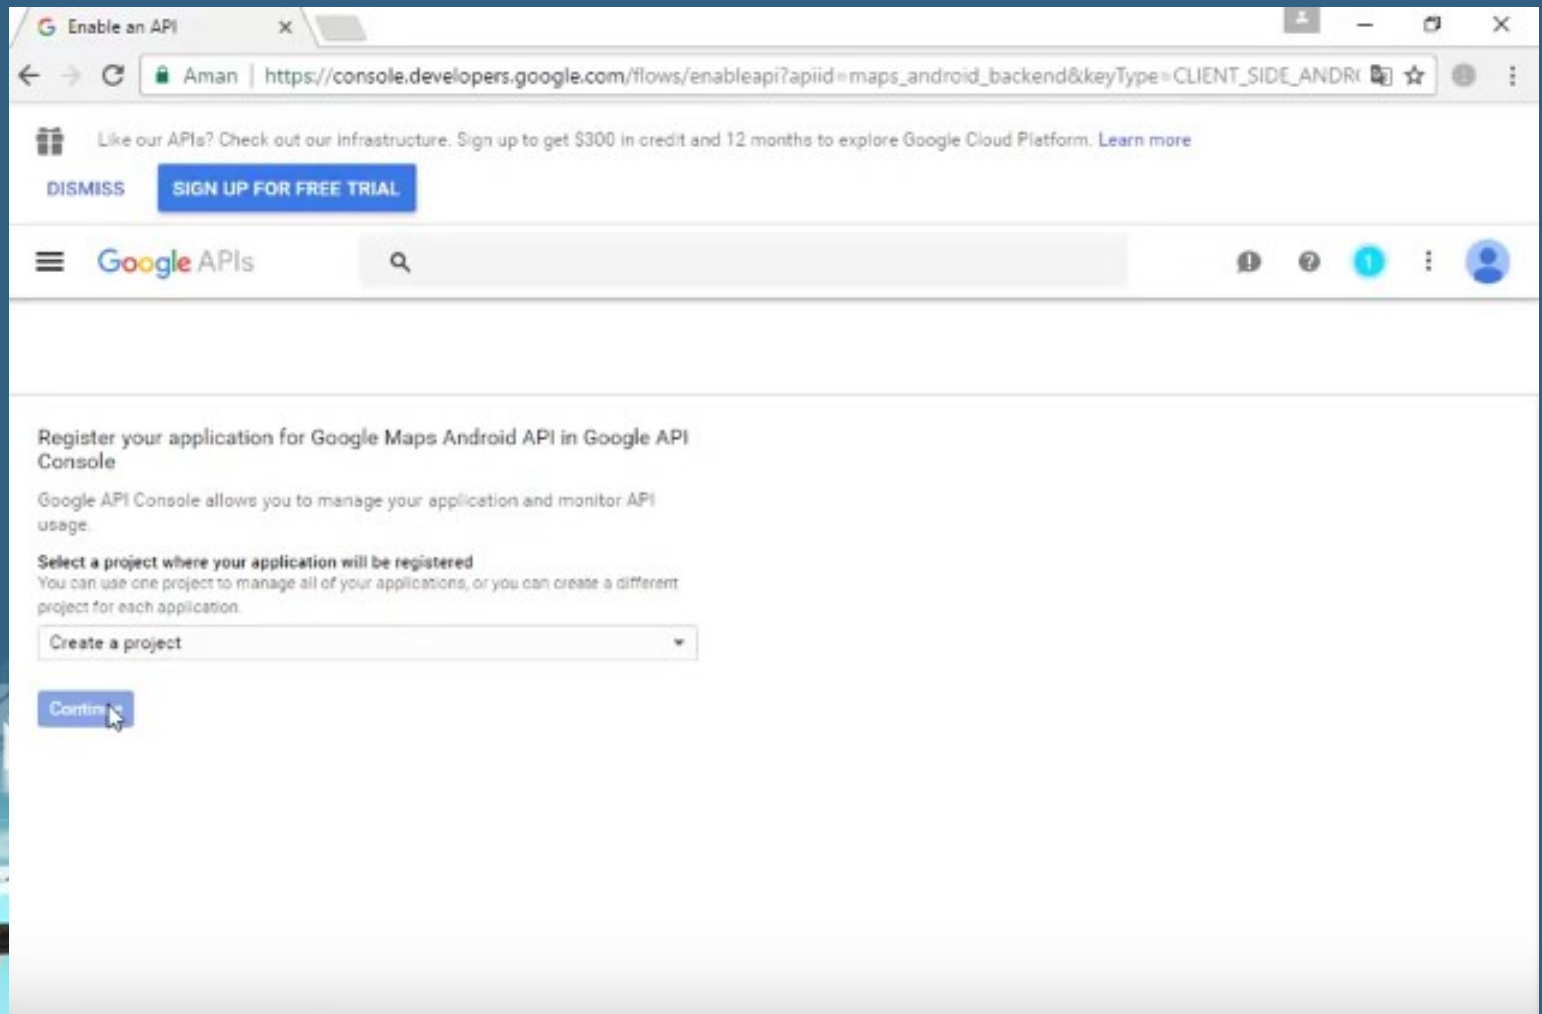 Enable an API
Aman | https://console.developers.google.com/flows/enableapi?apiid=maps_android_backend&keyType=CLIENT_SIDE_ANDR
Like our APIs? Check out our infrastructure. Sign up to get $300 in credit and 12 months to explore Google Cloud Platform. Learn more
DISMISS SIGN UP FOR FREE TRIAL
Google APIs
1
Register your application for Google Maps Android API in Google API
Console
Google API Console allows you to manage your application and monitor API
usage.
Select a project where your application will be registered
You can use one project to manage all of your applications, or you can create a different
project for each application.
Create a project
Continue